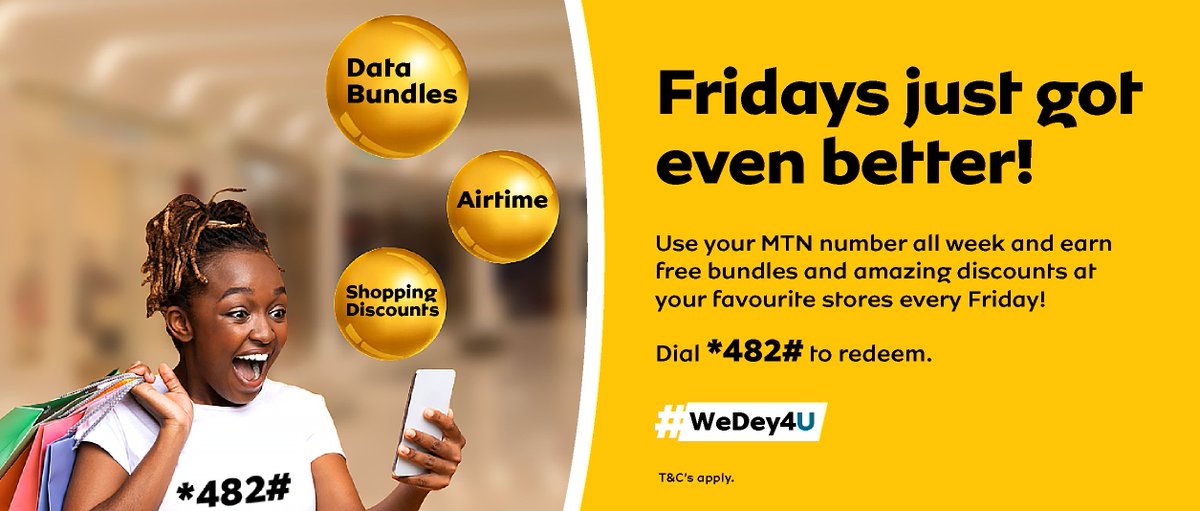 Data
Bundles
Airtime
Shopping
Discounts
*482#
Fridays just got
even better!
Use your MTN number all week and earn
free bundles and amazing discounts at
your favourite stores every Friday!
Dial *482# to redeem.
#WeDey4U
T&C's apply.